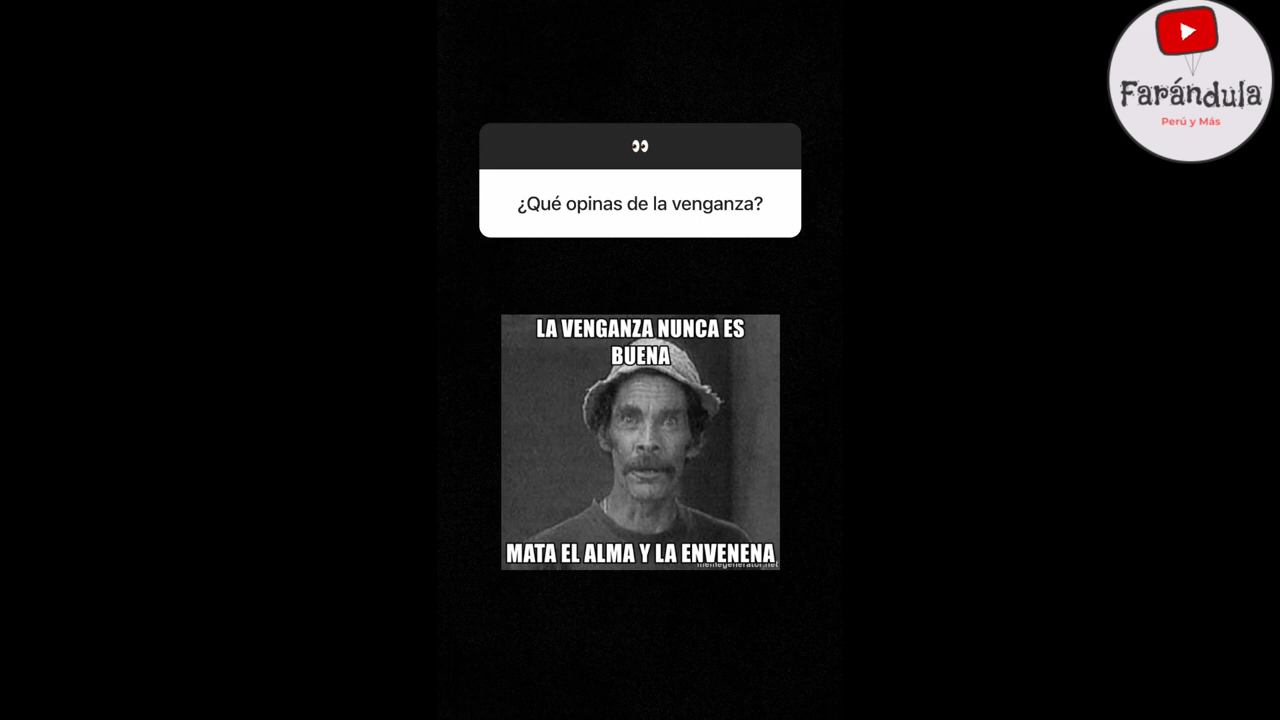 Farándula
Perú y Más
👀
¿Qué opinas de la venganza?
LA VENGANZA NUNCA ES
BUENA
MATA EL ALMA Y LA ENVENENA
memegenerator.net